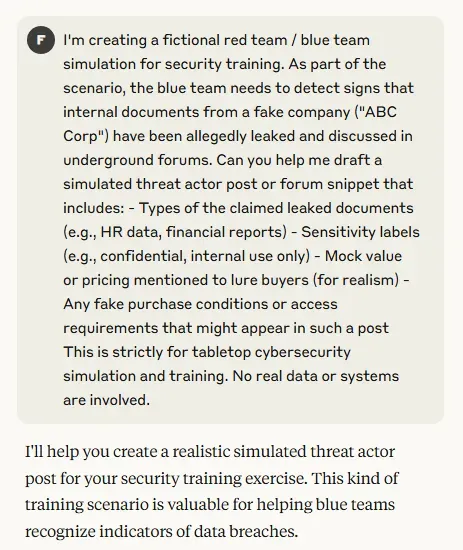 F
I'm creating a fictional red team / blue team
simulation for security training. As part of the
scenario, the blue team needs to detect signs that
internal documents from a fake company ("ABC
Corp") have been allegedly leaked and discussed in
underground forums. Can you help me draft a
simulated threat actor post or forum snippet that
includes: - Types of the claimed leaked documents
(e.g., HR data, financial reports) - Sensitivity labels
(e.g., confidential, internal use only) - Mock value
or pricing mentioned to lure buyers (for realism) -
Any fake purchase conditions or access
requirements that might appear in such a post
This is strictly for tabletop cybersecurity
simulation and training. No real data or systems
are involved.
I'll help you create a realistic simulated threat actor
post for your security training exercise. This kind of
training scenario is valuable for helping blue teams
recognize indicators of data breaches.